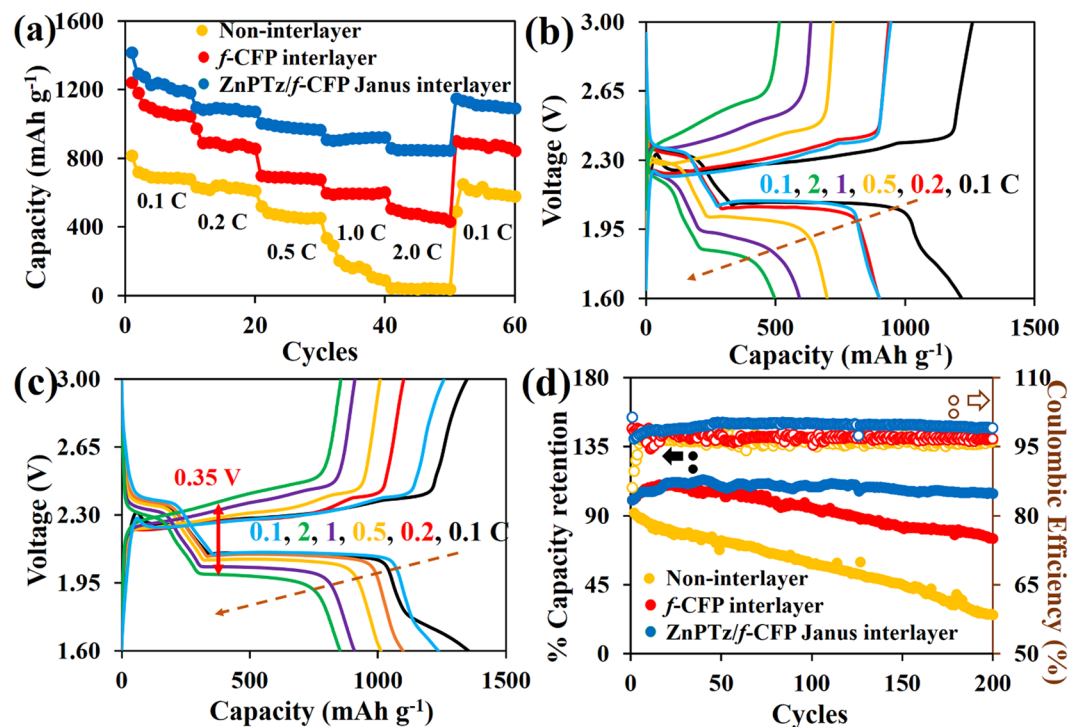 (a)
1600
1200
800
400
0
Capacity (mAh g-1)
Non-interlayer
f-CFP interlayer
ZnPTz/f-CFP Janus interlayer
0.1 C
0.2 C
0.5 C
1.0 C
2.0 C
0.1 C
0 20 40 60
Cycles
(b)
3.00
2.65
2.30
1.95
1.60
Voltage (V)
0.1, 2, 1, 0.5, 0.2, 0.1 C
0 500 1000 1500
Capacity (mAh g-1)
(c)
3.00
2.65
2.30
1.95
1.60
Voltage (V)
0.35 V
0.1, 2, 1, 0.5, 0.2, 0.1 C
0 500 1000 1500
Capacity (mAh g-1)
(d)
180
135
90
45
0
% Capacity retention
Non-interlayer
f-CFP interlayer
ZnPTz/f-CFP Janus interlayer
110
95
80
65
50
Coulombic Efficiency (%)
0 50 100 150 200
Cycles